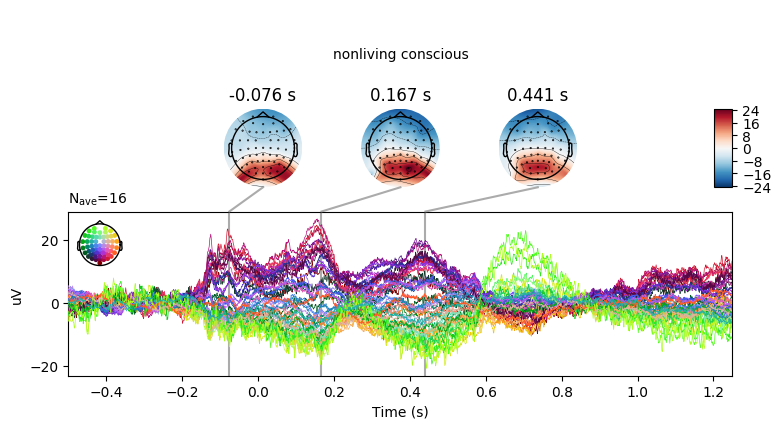 nonliving conscious
-0.076 s 0.167 s 0.441 s
24
16
8
0
−8
−16
−24
Nave=16
20
0
−20
uV
−0.4 −0.2 0.0 0.2 0.4 0.6 0.8 1.0 1.2
Time (s)